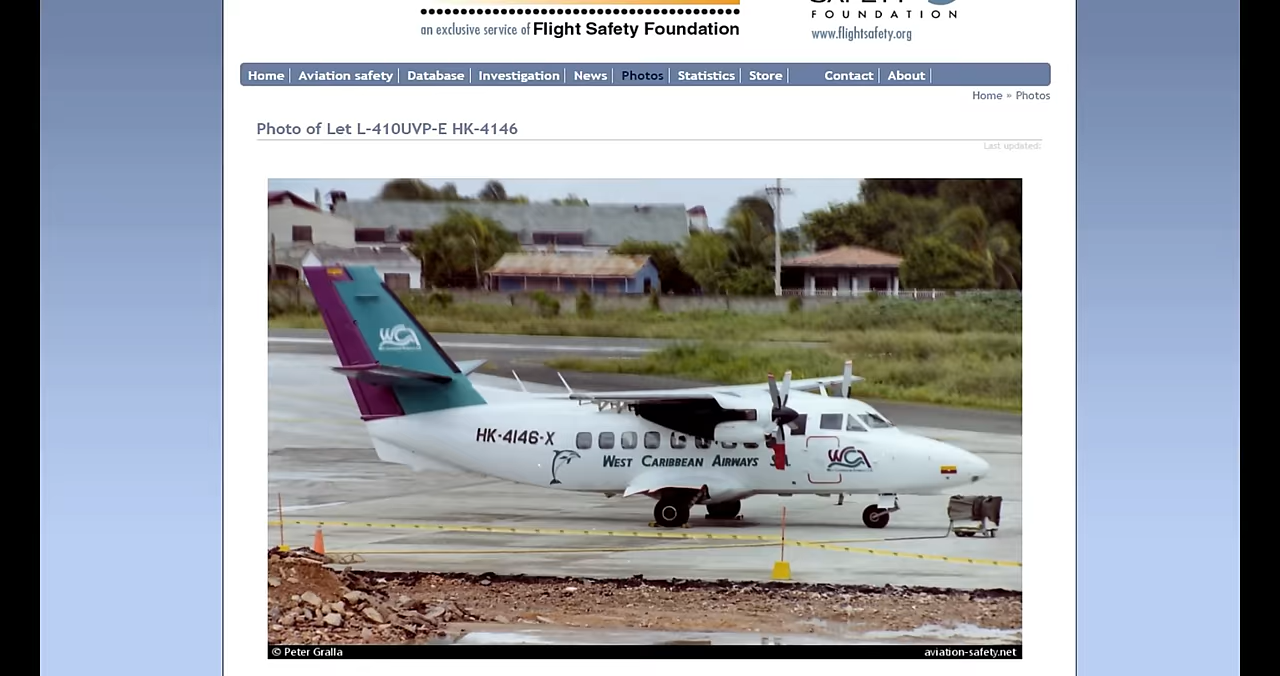 an exclusive service of Flight Safety Foundation
FOUNDATION
www.flightsafety.org
Home Aviation safety Database Investigation News Photos Statistics Store Contact About
Home » Photos
Photo of Let L-410UVP-E HK-4146
Last updated:
WCA
HK-4146-X
WEST CARIBBEAN AIRWAYS
WCA
© Peter Gralla
aviation-safety.net